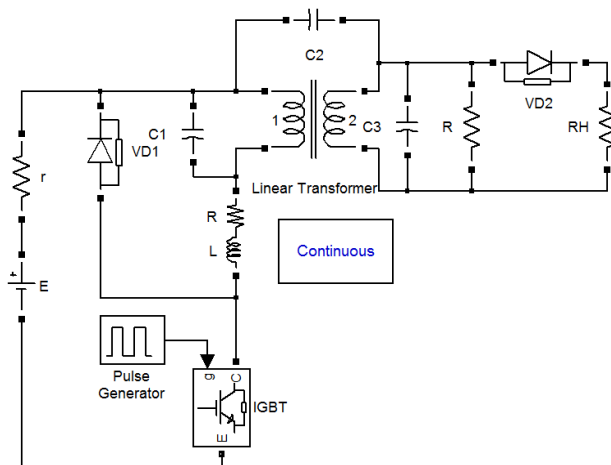 C2
C1
VD1
1
2
C3
R
VD2
RH
r
Linear Transformer
R
L
Continuous
+
E
Pulse
Generator
g
C
E
IGBT